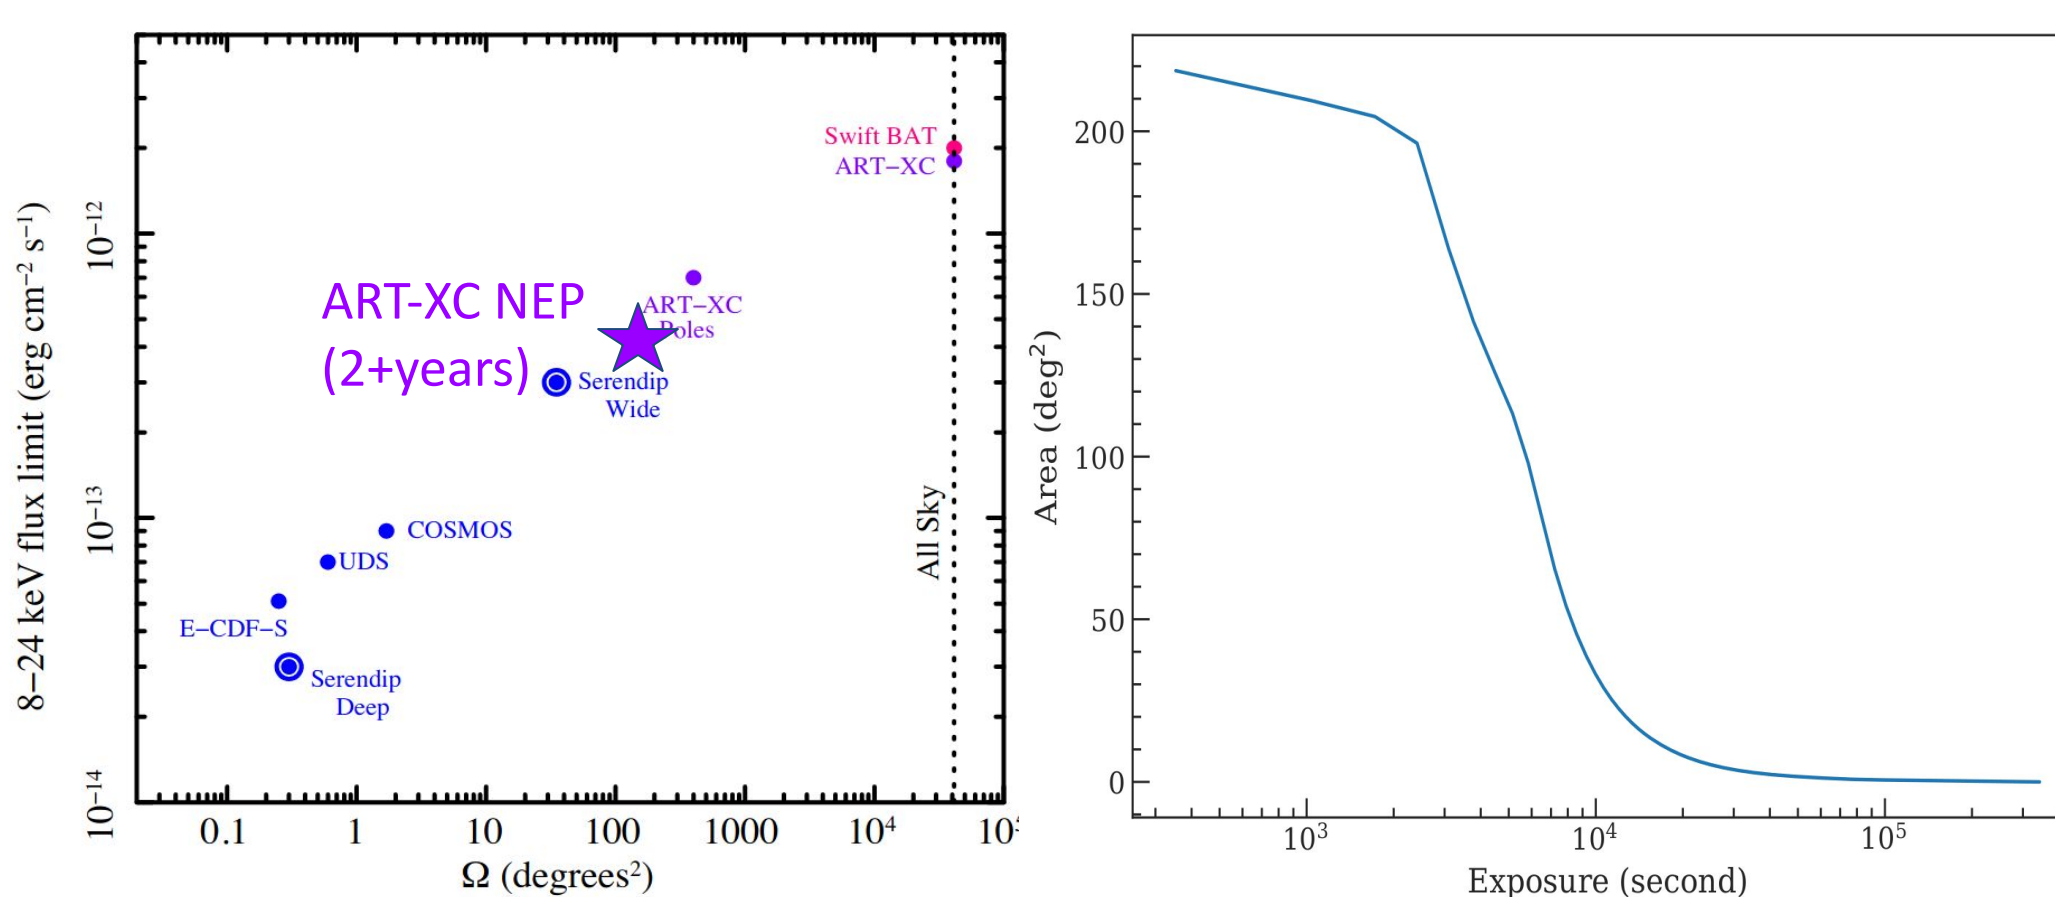 8−24 keV flux limit (erg cm⁻² s⁻¹)
10⁻¹²
10⁻¹³
10⁻¹⁴
Swift BAT
ART−XC
ART-XC NEP
(2+years)
ART−XC
Poles
Serendip
Wide
COSMOS
UDS
E−CDF−S
Serendip
Deep
All Sky
0.1 1 10 100 1000 10⁴ 10⁵
Ω (degrees²)
Area (deg²)
200
150
100
50
0
10³ 10⁴ 10⁵
Exposure (second)